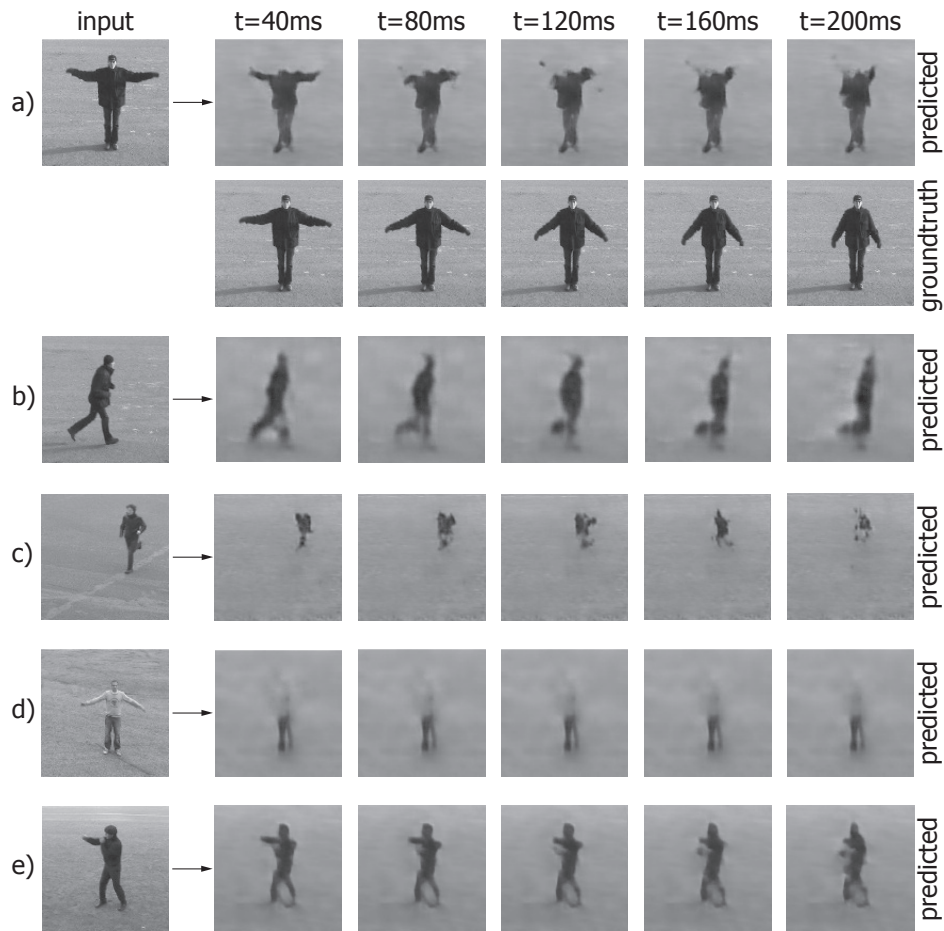 input t=40ms t=80ms t=120ms t=160ms t=200ms
a) predicted
groundtruth
b) predicted
c) predicted
d) predicted
e) predicted